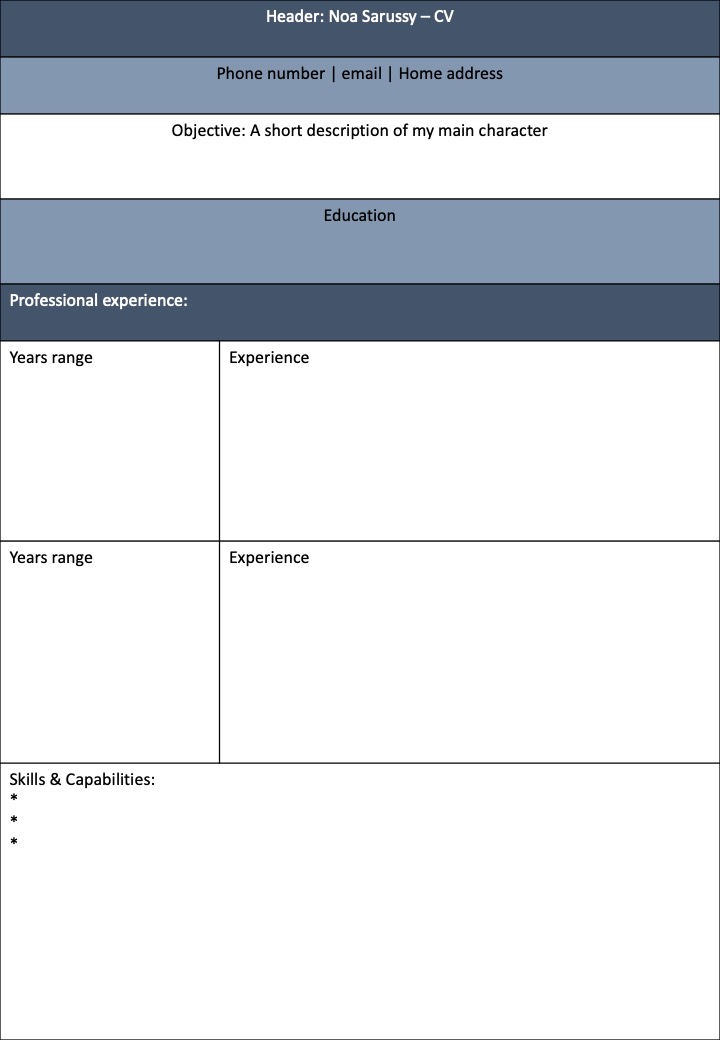 Header: Noa Sarussy – CV
Phone number | email | Home address
Objective: A short description of my main character
Education
Professional experience:
Years range
Experience
Years range
Experience
Skills & Capabilities:
*
*
*